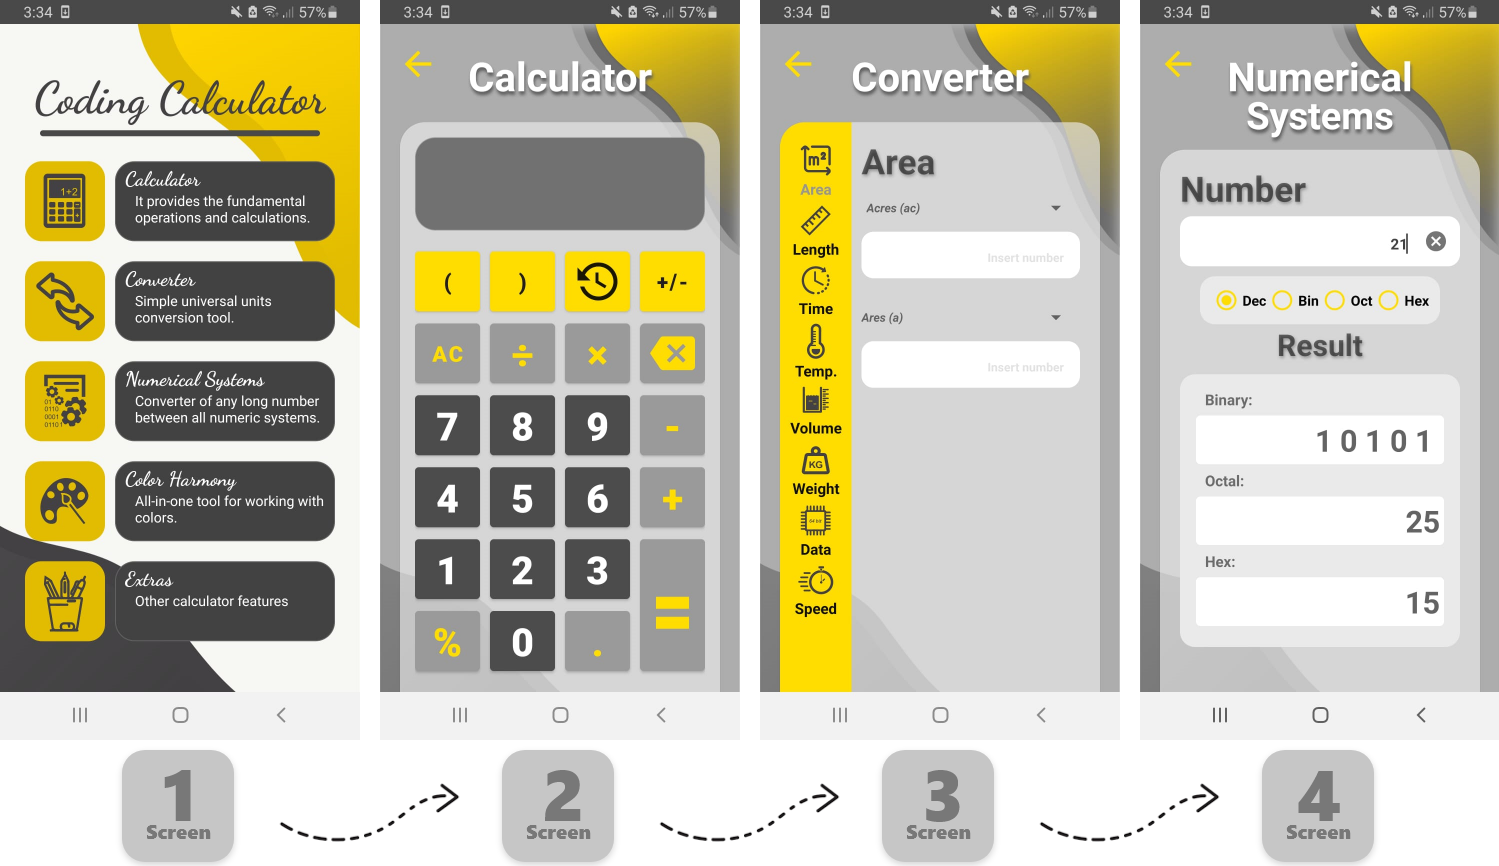 3:34
57%
Coding Calculator
1+2
Calculator
It provides the fundamental
operations and calculations.
Converter
Simple universal units
conversion tool.
01
0110
0001
01101
Numerical Systems
Converter of any long number
between all numeric systems.
Color Harmony
All-in-one tool for working with
colors.
Extras
Other calculator features
1
Screen
3:34
57%
Calculator
( ) +/-
AC ÷ ×
7 8 9 -
4 5 6 +
1 2 3 =
% 0 .
2
Screen
3:34
57%
Converter
m²
Area
Length
Time
Temp.
Volume
KG
Weight
Data
Speed
Area
Acres (ac)
Insert number
Ares (a)
Insert number
3
Screen
3:34
57%
Numerical
Systems
Number
21
Dec Bin Oct Hex
Result
Binary:
10101
Octal:
25
Hex:
15
4
Screen